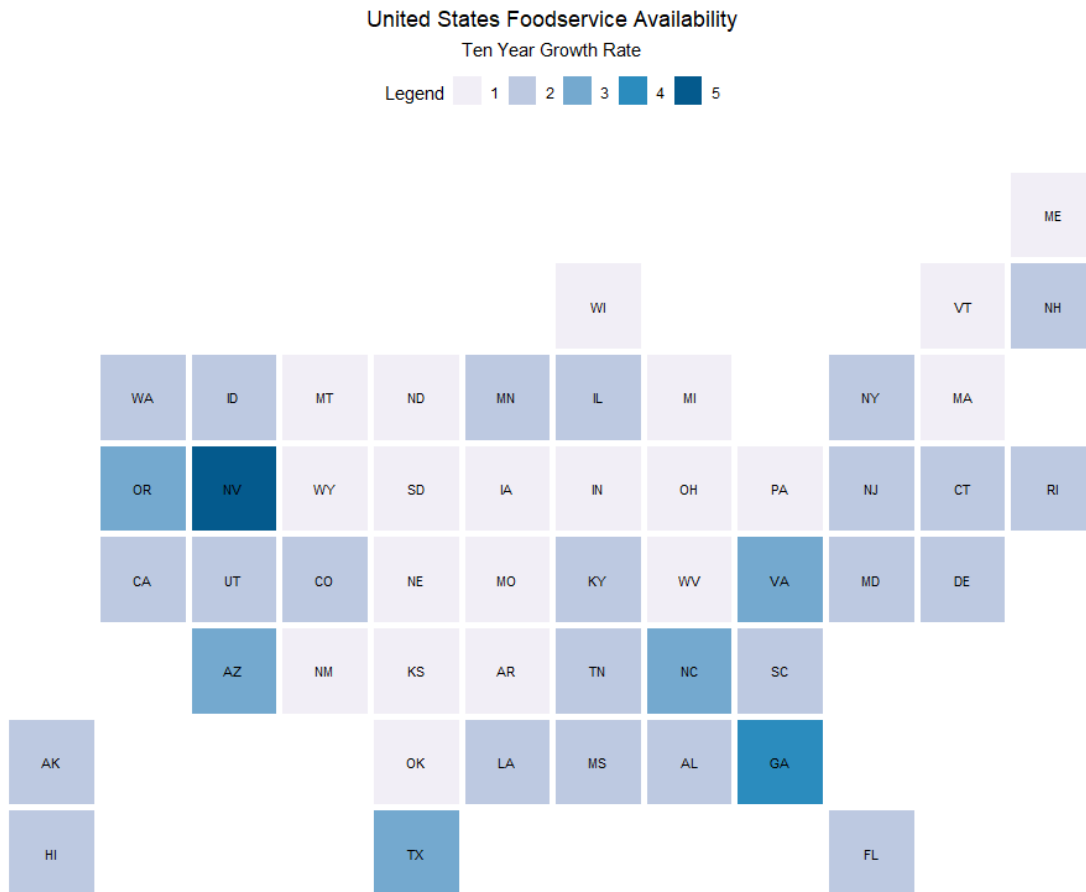 United States Foodservice Availability
Ten Year Growth Rate
Legend 1 2 3 4 5
ME
WI VT NH
WA ID MT ND MN IL MI NY MA
OR NV WY SD IA IN OH PA NJ CT RI
CA UT CO NE MO KY WV VA MD DE
AZ NM KS AR TN NC SC
AK OK LA MS AL GA
HI TX FL